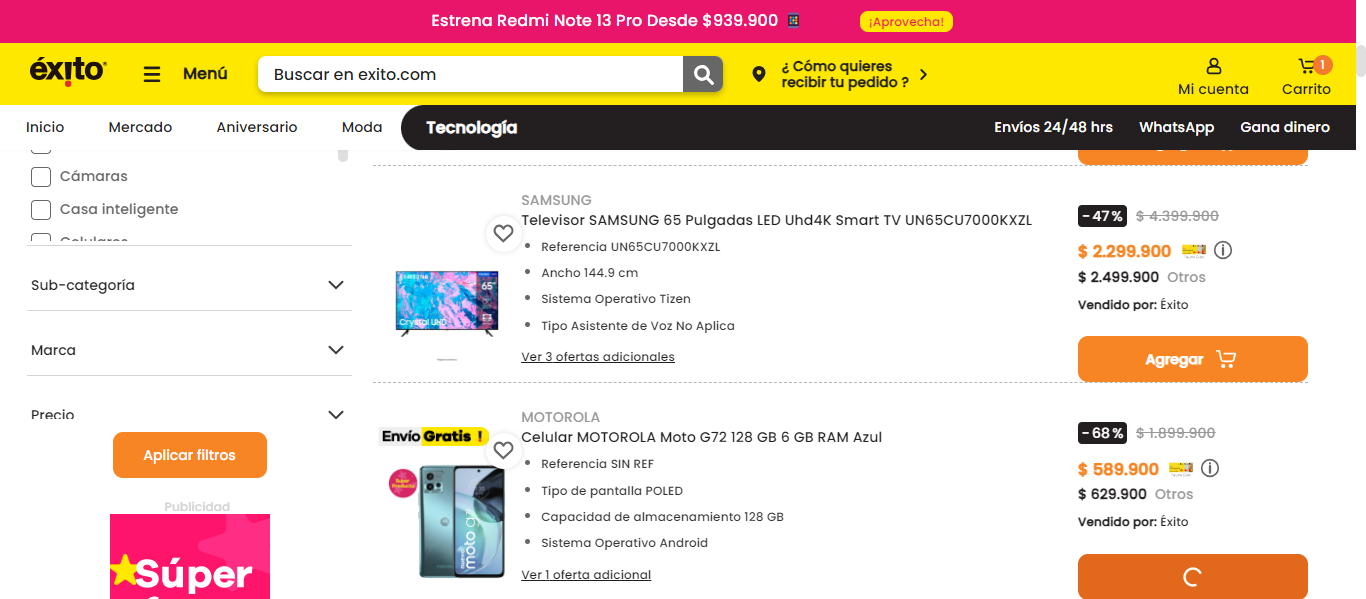 Estrena Redmi Note 13 Pro Desde $939.900
¡Aprovecha!
éxito
Menú
Buscar en exito.com
¿ Cómo quieres
recibir tu pedido ?
Mi cuenta
1
Carrito
Inicio
Mercado
Aniversario
Moda
Tecnología
Envíos 24/48 hrs
WhatsApp
Gana dinero
Cámaras
Casa inteligente
Celulares
Sub-categoría
Marca
Precio
Aplicar filtros
Publicidad
Súper
SAMSUNG
Televisor SAMSUNG 65 Pulgadas LED Uhd4K Smart TV UN65CU7000KXZL
Referencia UN65CU7000KXZL
Ancho 144.9 cm
Sistema Operativo Tizen
Tipo Asistente de Voz No Aplica
Ver 3 ofertas adicionales
65"
Crystal UHD
-47%
$ 4.399.900
$ 2.299.900
$ 2.499.900 Otros
Vendido por: Éxito
Agregar
Envío Gratis !
Súper Producto
moto g72
MOTOROLA
Celular MOTOROLA Moto G72 128 GB 6 GB RAM Azul
Referencia SIN REF
Tipo de pantalla POLED
Capacidad de almacenamiento 128 GB
Sistema Operativo Android
Ver 1 oferta adicional
-68%
$ 1.899.900
$ 589.900
$ 629.900 Otros
Vendido por: Éxito